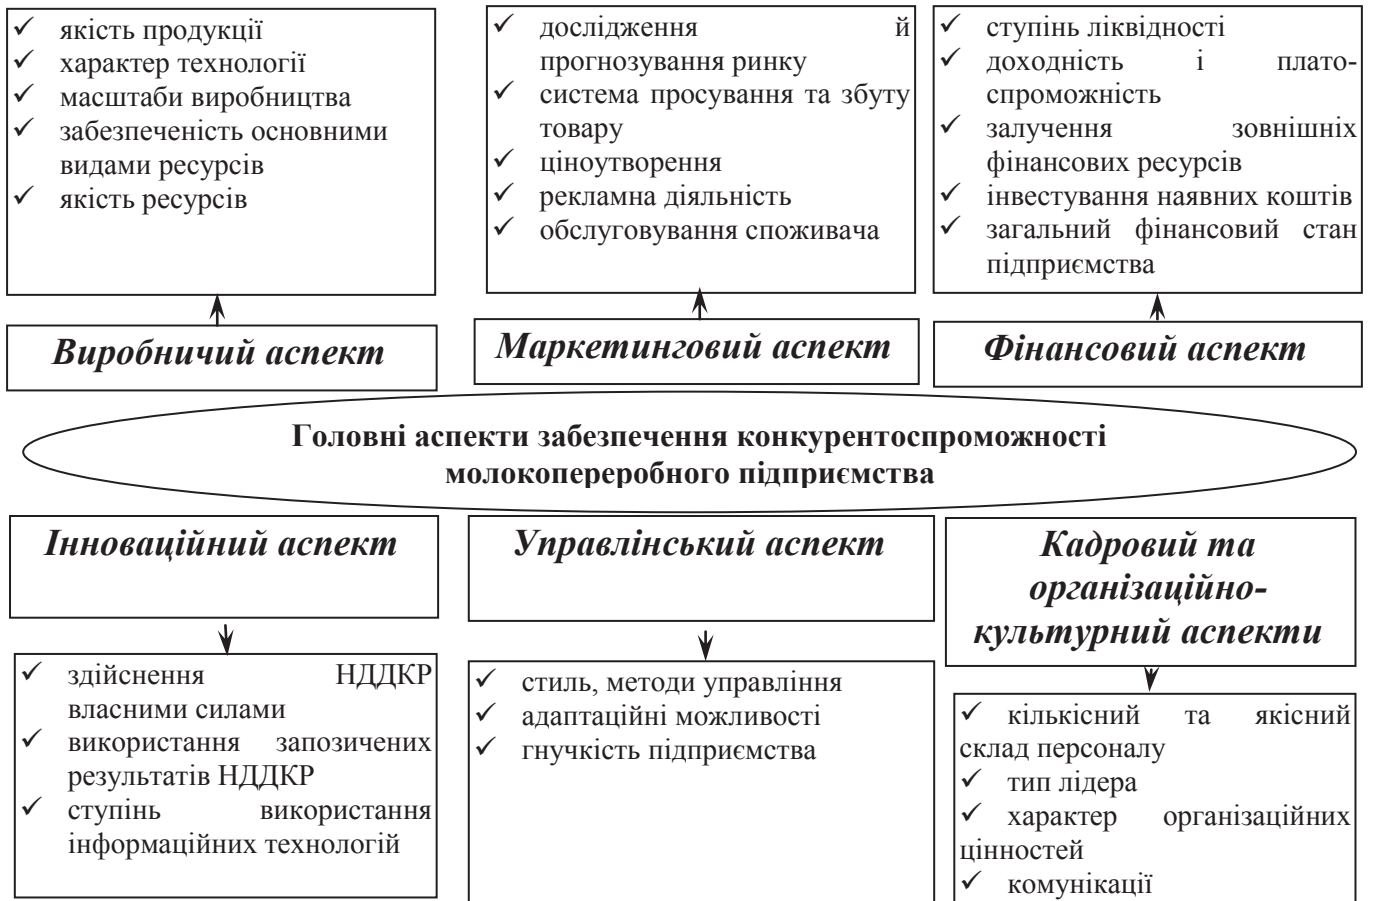 якість продукції
характер технології
масштаби виробництва
забезпеченість основними
видами ресурсів
якість ресурсів
дослідження й
прогнозування ринку
система просування та збуту
товару
ціноутворення
рекламна діяльність
обслуговування споживача
ступінь ліквідності
доходність і плато-
спроможність
залучення зовнішніх
фінансових ресурсів
інвестування наявних коштів
загальний фінансовий стан
підприємства
Виробничий аспект
Маркетинговий аспект
Фінансовий аспект
Головні аспекти забезпечення конкурентоспроможності
молокопереробного підприємства
Інноваційний аспект
Управлінський аспект
Кадровий та
організаційно-
культурний аспекти
здійснення НДДКР
власними силами
використання запозичених
результатів НДДКР
ступінь використання
інформаційних технологій
стиль, методи управління
адаптаційні можливості
гнучкість підприємства
кількісний та якісний
склад персоналу
тип лідера
характер організаційних
цінностей
комунікації